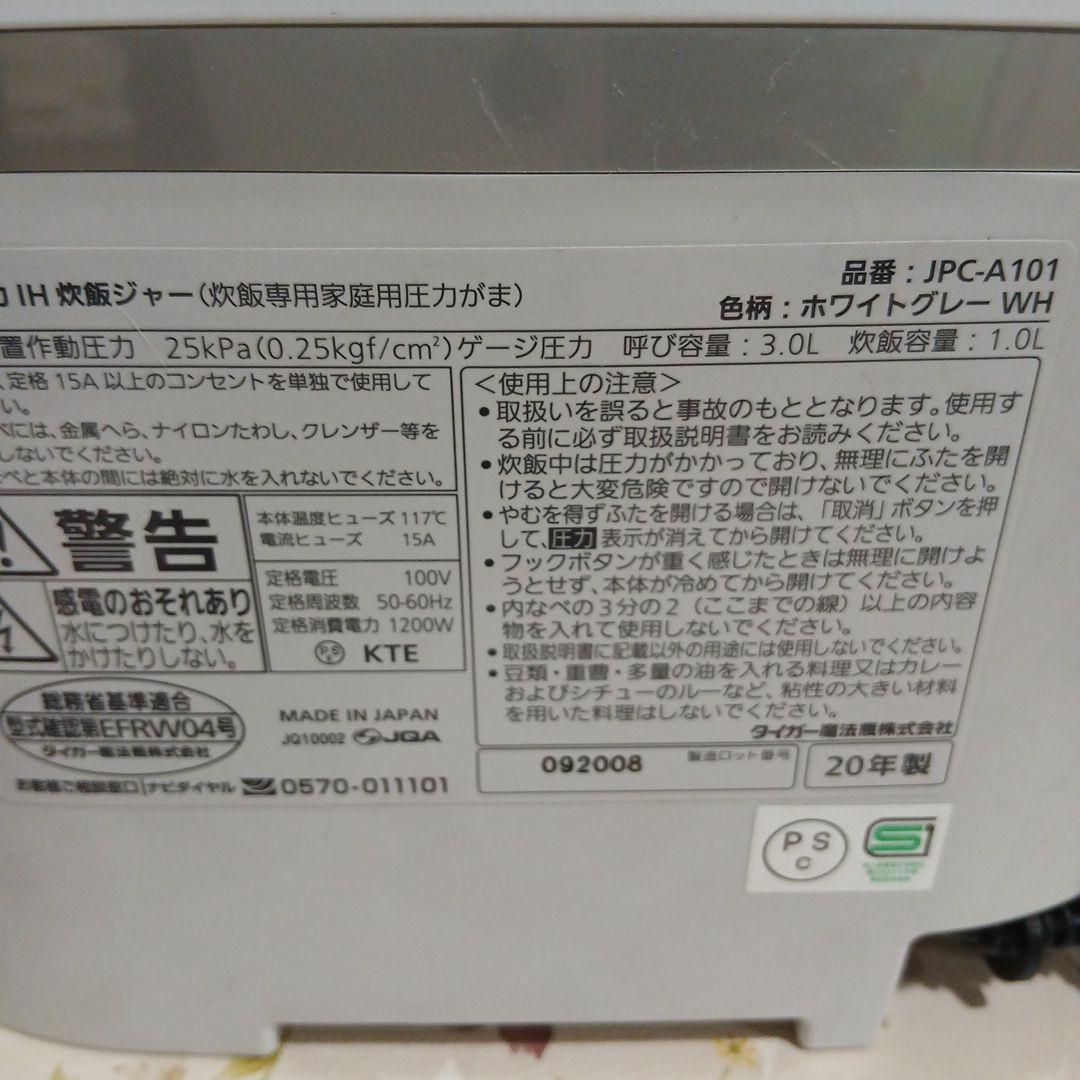 品番：JPC-A101
IH 炊飯ジャー（炊飯専用家庭用圧力がま）
色柄：ホワイトグレー WH
置作動圧力 25kPa（0.25kgf/cm²）ゲージ圧力 呼び容量：3.0L 炊飯容量：1.0L
、定格15A以上のコンセントを単独で使用して
い。
べには、金属へら、ナイロンたわし、クレンザー等を
しないでください。
べと本体の間には絶対に水を入れないでください。
警告
感電のおそれあり
水につけたり、水を
かけたりしない。
本体温度ヒューズ 117℃
電流ヒューズ 15A
定格電圧 100V
定格周波数 50-60Hz
定格消費電力 1200W
PSE KTE
総務省基準適合
型式確認第EFRW04号
タイガー魔法瓶株式会社
MADE IN JAPAN
JQ10002 JQA
お客様ご相談窓口 ナビダイヤル 0570-011101
＜使用上の注意＞
●取扱いを誤ると事故のもととなります。使用す
る前に必ず取扱説明書をお読みください。
●炊飯中は圧力がかかっており、無理にふたを開
けると大変危険ですので開けないでください。
●やむを得ずふたを開ける場合は、「取消」ボタンを押
して、圧力表示が消えてから開けてください。
●フックボタンが重く感じたときは無理に開けよ
うとせず、本体が冷めてから開けてください。
●内なべの3分の2（ここまでの線）以上の内容
物を入れて使用しないでください。
●取扱説明書に記載以外の用途には使用しないでください。
●豆類・重曹・多量の油を入れる料理又はカレー
およびシチューのルーなど、粘性の大きい材料
を用いた料理はしないでください。
タイガー魔法瓶株式会社
092008 製造ロット番号
20年製
PSC